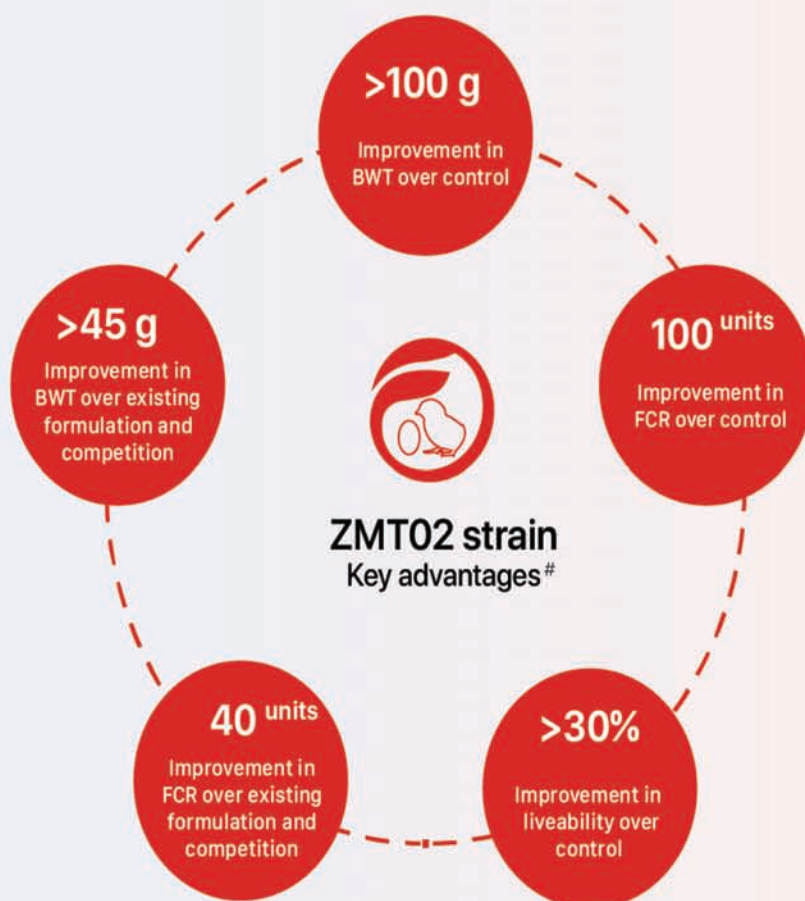 >100 g
Improvement in
BWT over control
>45 g
Improvement in
BWT over existing
formulation and
competition
100 units
Improvement in
FCR over control
ZMT02 strain
Key advantages#
40 units
Improvement in
FCR over existing
formulation and
competition
>30%
Improvement in
liveability over
control